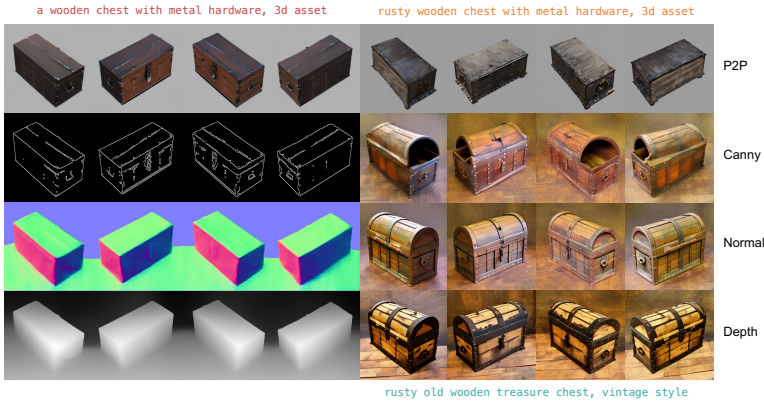 a wooden chest with metal hardware, 3d asset
rusty wooden chest with metal hardware, 3d asset
P2P
Canny
Normal
Depth
rusty old wooden treasure chest, vintage style